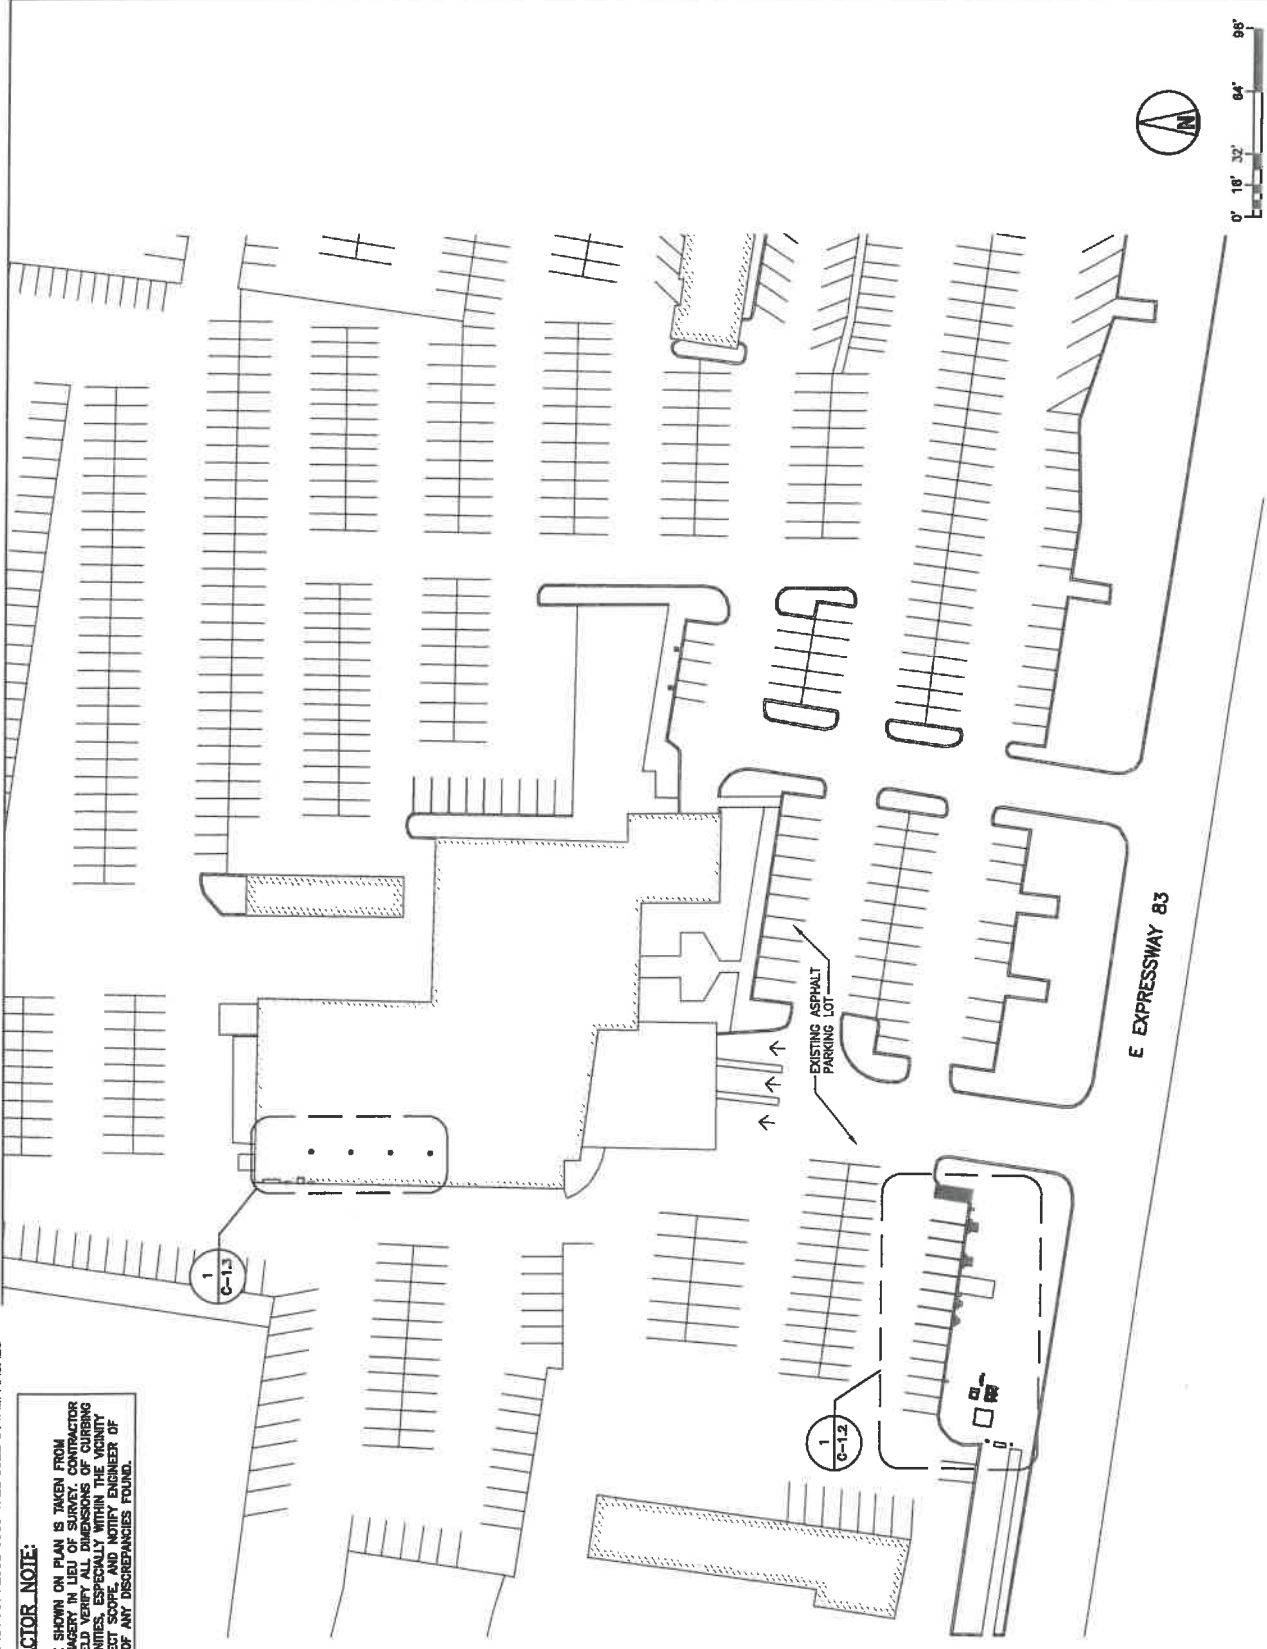 CTOR NOTE:
SHOWN ON PLAN IS TAKEN FROM
AGERY IN LIEU OF SURVEY. CONTRACTOR
LD VERIFY ALL DIMENSIONS OF CURBING
NITIES, ESPECIALLY WITHIN THE VICINITY
ECT SCOPE, AND NOTIFY ENGINEER OF
OF ANY DISCREPANCIES FOUND.
1
C-1.3
1
C-1.2
EXISTING ASPHALT
PARKING LOT
E EXPRESSWAY 83
N
0' 16' 32' 64' 96'